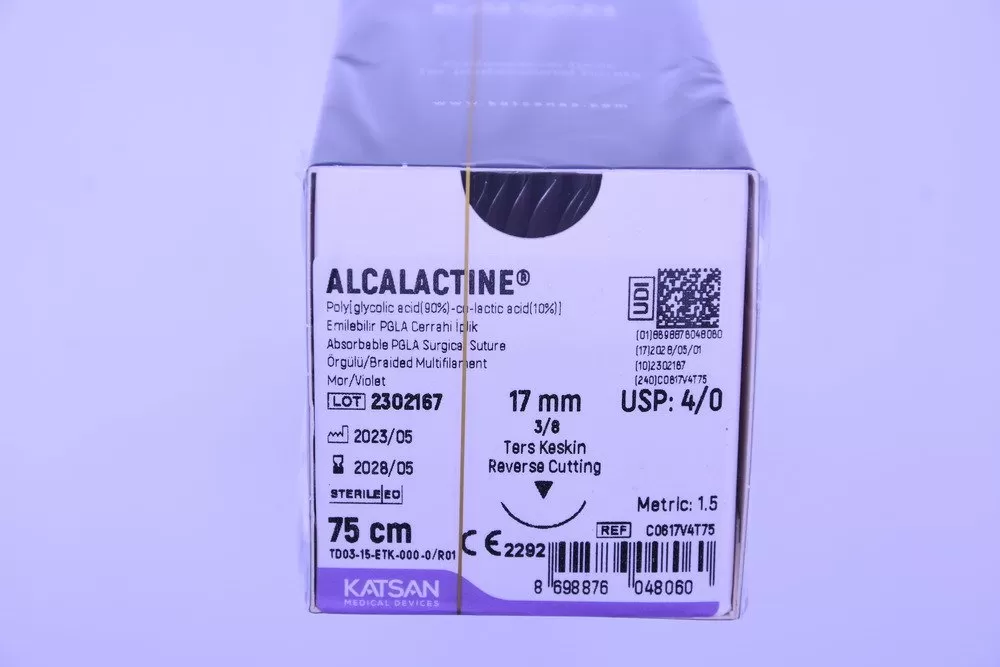 www.katsanas.com
ALCALACTINE®
Poly[glycolic acid(90%)-co-lactic acid(10%)]
Emilebilir PGLA Cerrahi İplik
Absorbable PGLA Surgical Suture
Örgülü/Braided Multifilament
Mor/Violet
LOT 2302167
2023/05
2028/05
STERILE EO
75 cm
TD03-15-ETK-000-0/R01
17 mm
3/8
Ters Keskin
Reverse Cutting
UDI
(01)8698876048060
(17)2028/05/01
(10)2302167
(240)C0617V4T75
USP: 4/0
Metric: 1.5
REF C0617V4T75
CE 2292
8 698876 048060
KATSAN
MEDICAL DEVICES